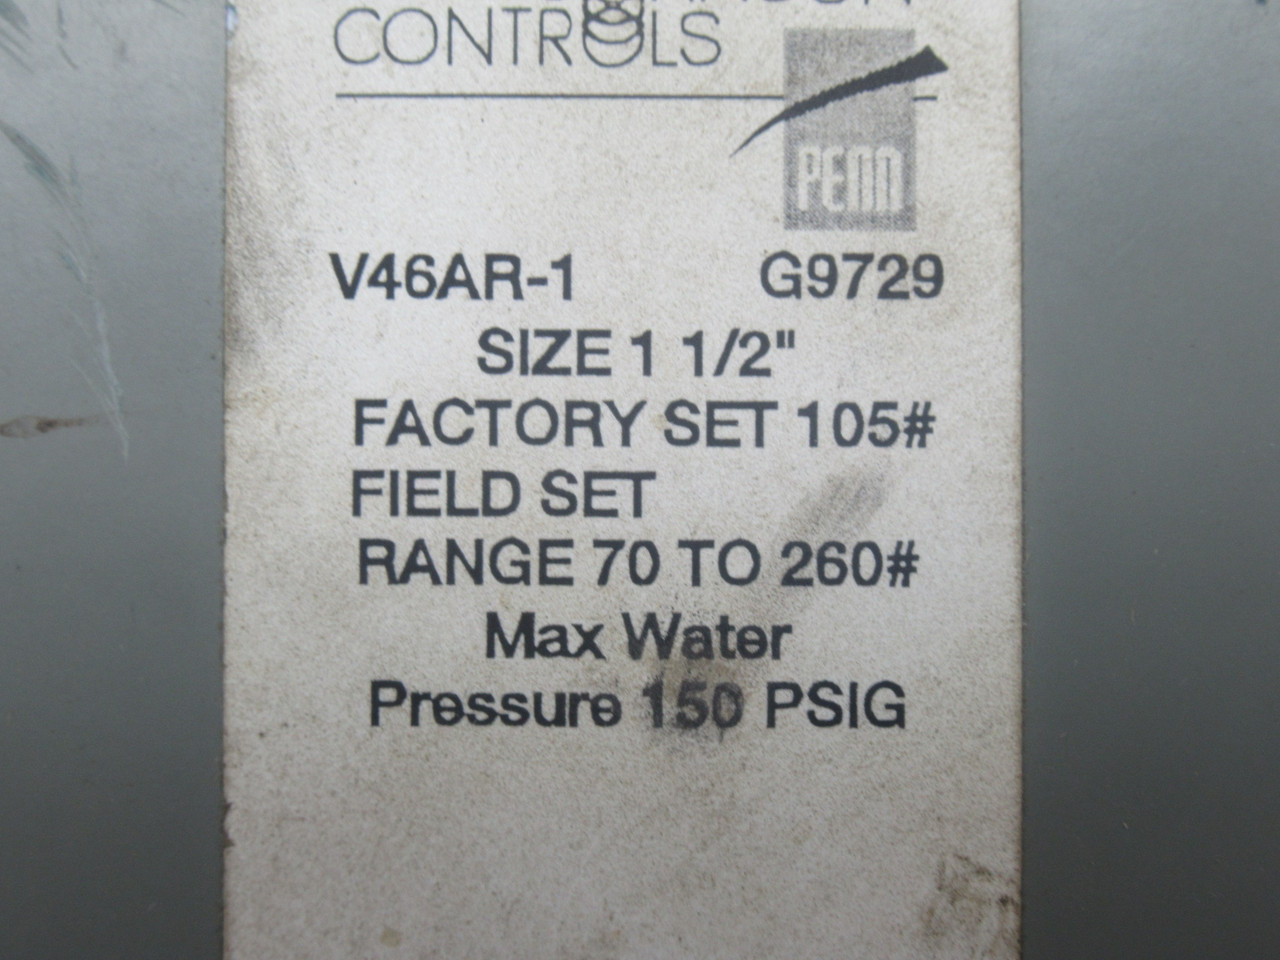 CONTROLS
PENN
V46AR-1 G9729
SIZE 1 1/2"
FACTORY SET 105#
FIELD SET
RANGE 70 TO 260#
Max Water
Pressure 150 PSIG